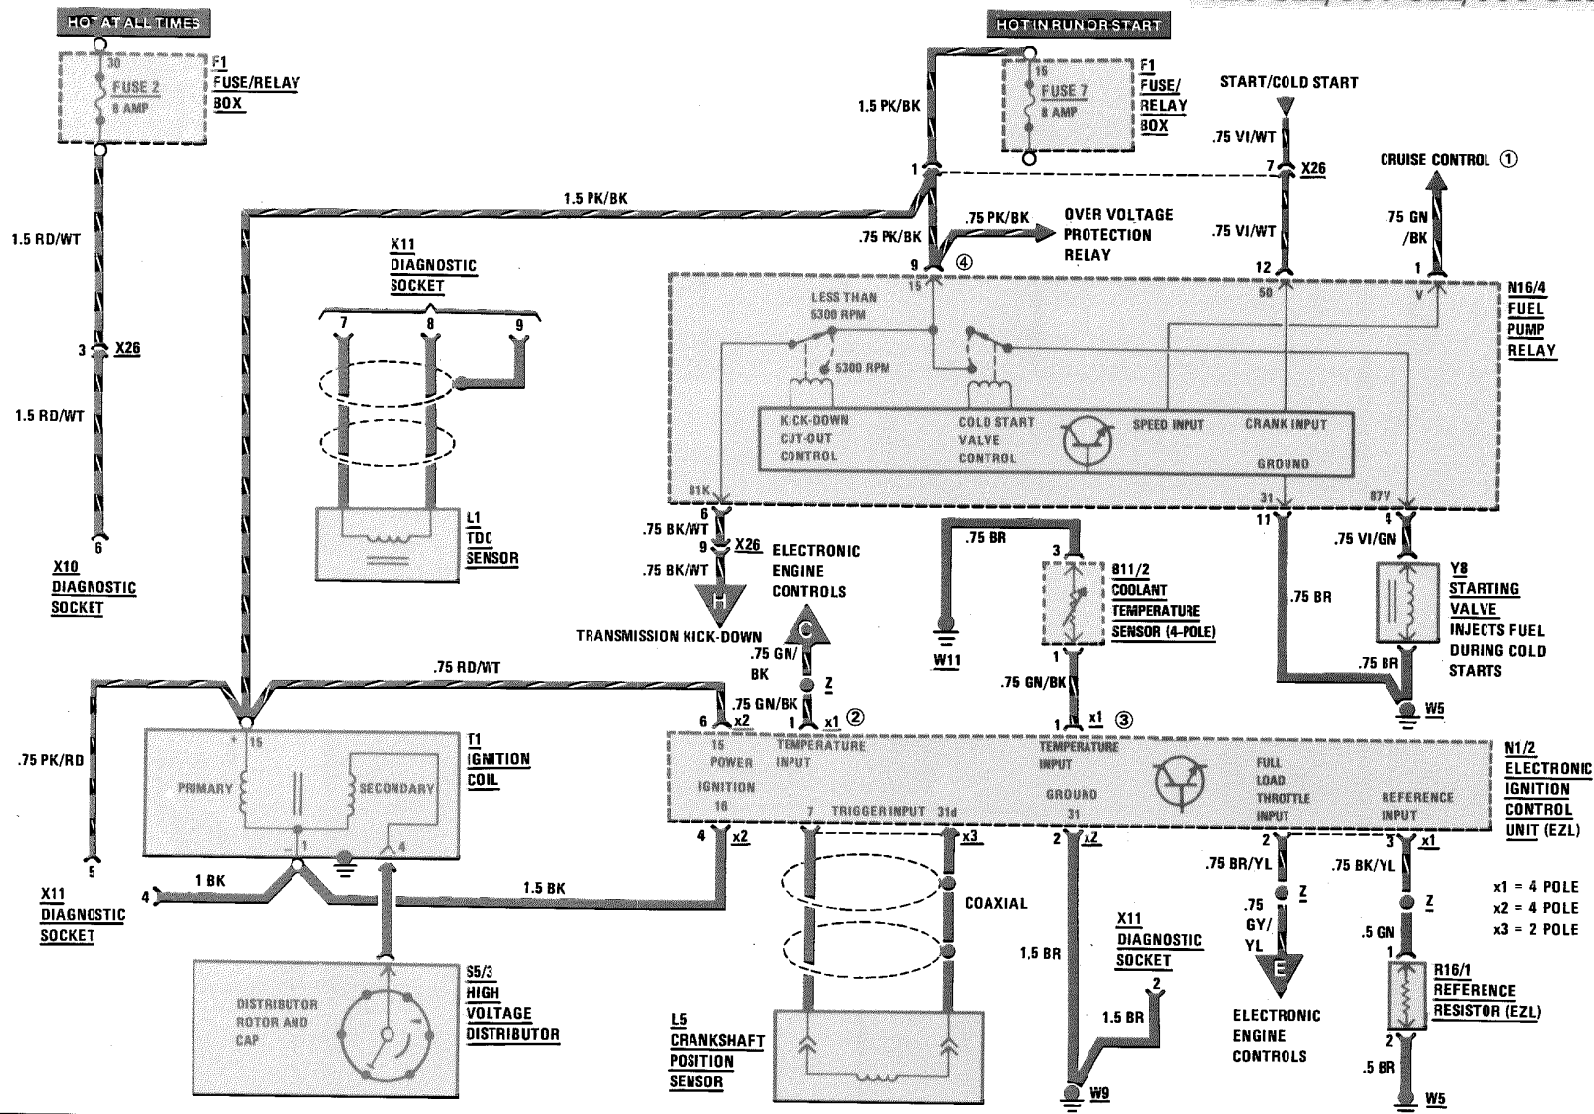 HOT AT ALL TIMES
30
FUSE 2
8 AMP
F1
FUSE/RELAY
BOX
1.5 RD/WT
3
X26
1.5 RD/WT
6
X10
DIAGNOSTIC
SOCKET
HOT IN RUN OR START
15
FUSE 7
8 AMP
F1
FUSE/
RELAY
BOX
1.5 PK/BK
1
1.5 PK/BK
.75 PK/BK
.75 PK/BK
OVER VOLTAGE
PROTECTION
RELAY
9
④
START/COLD START
.75 VI/WT
7
X26
.75 VI/WT
12
CRUISE CONTROL ①
.75 GN
/BK
1
X11
DIAGNOSTIC
SOCKET
7
8
9
L1
TDC
SENSOR
15
50
V
LESS THAN
5300 RPM
5300 RPM
KICK-DOWN
CUT-OUT
CONTROL
COLD START
VALVE
CONTROL
SPEED INPUT
CRANK INPUT
GROUND
81K
31
87V
N16/4
FUEL
PUMP
RELAY
6
.75 BK/WT
9
X26
.75 BK/WT
H
TRANSMISSION KICK-DOWN
ELECTRONIC
ENGINE
CONTROLS
C
.75 GN/
BK
Z
.75 GN/BK
1
x1
②
.75 BR
W11
3
B11/2
COOLANT
TEMPERATURE
SENSOR (4-POLE)
1
.75 GN/BK
1
x1
③
11
.75 BR
4
.75 VI/GN
Y8
STARTING
VALVE
INJECTS FUEL
DURING COLD
STARTS
.75 BR
W5
.75 RD/WT
6
x2
.75 PK/RD
5
X11
DIAGNOSTIC
SOCKET
+
15
PRIMARY
SECONDARY
–
1
4
T1
IGNITION
COIL
4
1 BK
1.5 BK
4
x2
DISTRIBUTOR
ROTOR AND
CAP
S5/3
HIGH
VOLTAGE
DISTRIBUTOR
15
POWER
IGNITION
16
TEMPERATURE
INPUT
7
TRIGGER INPUT
31d
TEMPERATURE
INPUT
GROUND
31
FULL
LOAD
THROTTLE
INPUT
REFERENCE
INPUT
N1/2
ELECTRONIC
IGNITION
CONTROL
UNIT (EZL)
x3
COAXIAL
L5
CRANKSHAFT
POSITION
SENSOR
2
x2
1.5 BR
X11
DIAGNOSTIC
SOCKET
2
1.5 BR
W9
2
.75 BR/YL
Z
.75
GY/
YL
E
ELECTRONIC
ENGINE
CONTROLS
3
x1
.75 BK/YL
Z
.5 GN
1
R16/1
REFERENCE
RESISTOR (EZL)
2
.5 BR
W5
x1 = 4 POLE
x2 = 4 POLE
x3 = 2 POLE